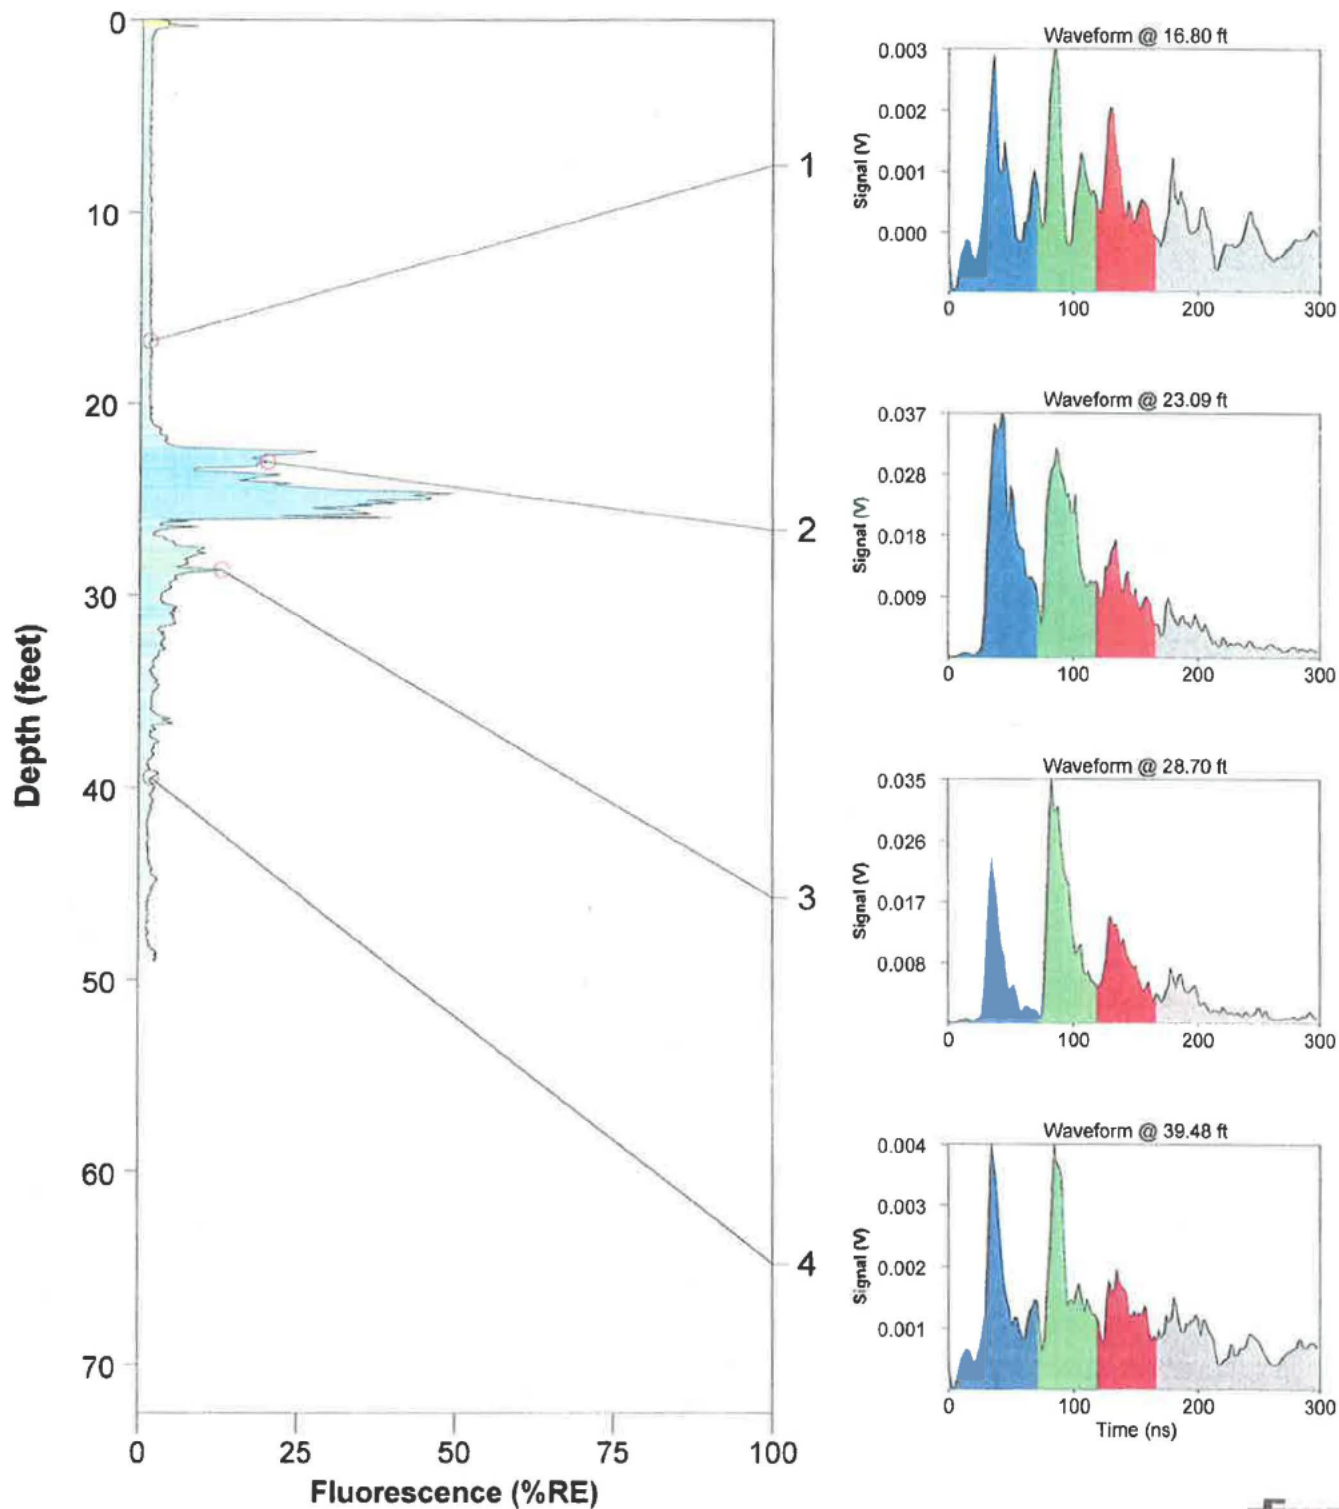 0
10
20
30
40
50
60
70
Depth (feet)
0 25 50 75 100
Fluorescence (%RE)
1
2
3
4
Waveform @ 16.80 ft
0.003
0.002
0.001
0.000
Signal (V)
0 100 200 300
Waveform @ 23.09 ft
0.037
0.028
0.018
0.009
Signal (V)
0 100 200 300
Waveform @ 28.70 ft
0.035
0.026
0.017
0.008
Signal (V)
0 100 200 300
Waveform @ 39.48 ft
0.004
0.003
0.002
0.001
Signal (V)
0 100 200 300
Time (ns)